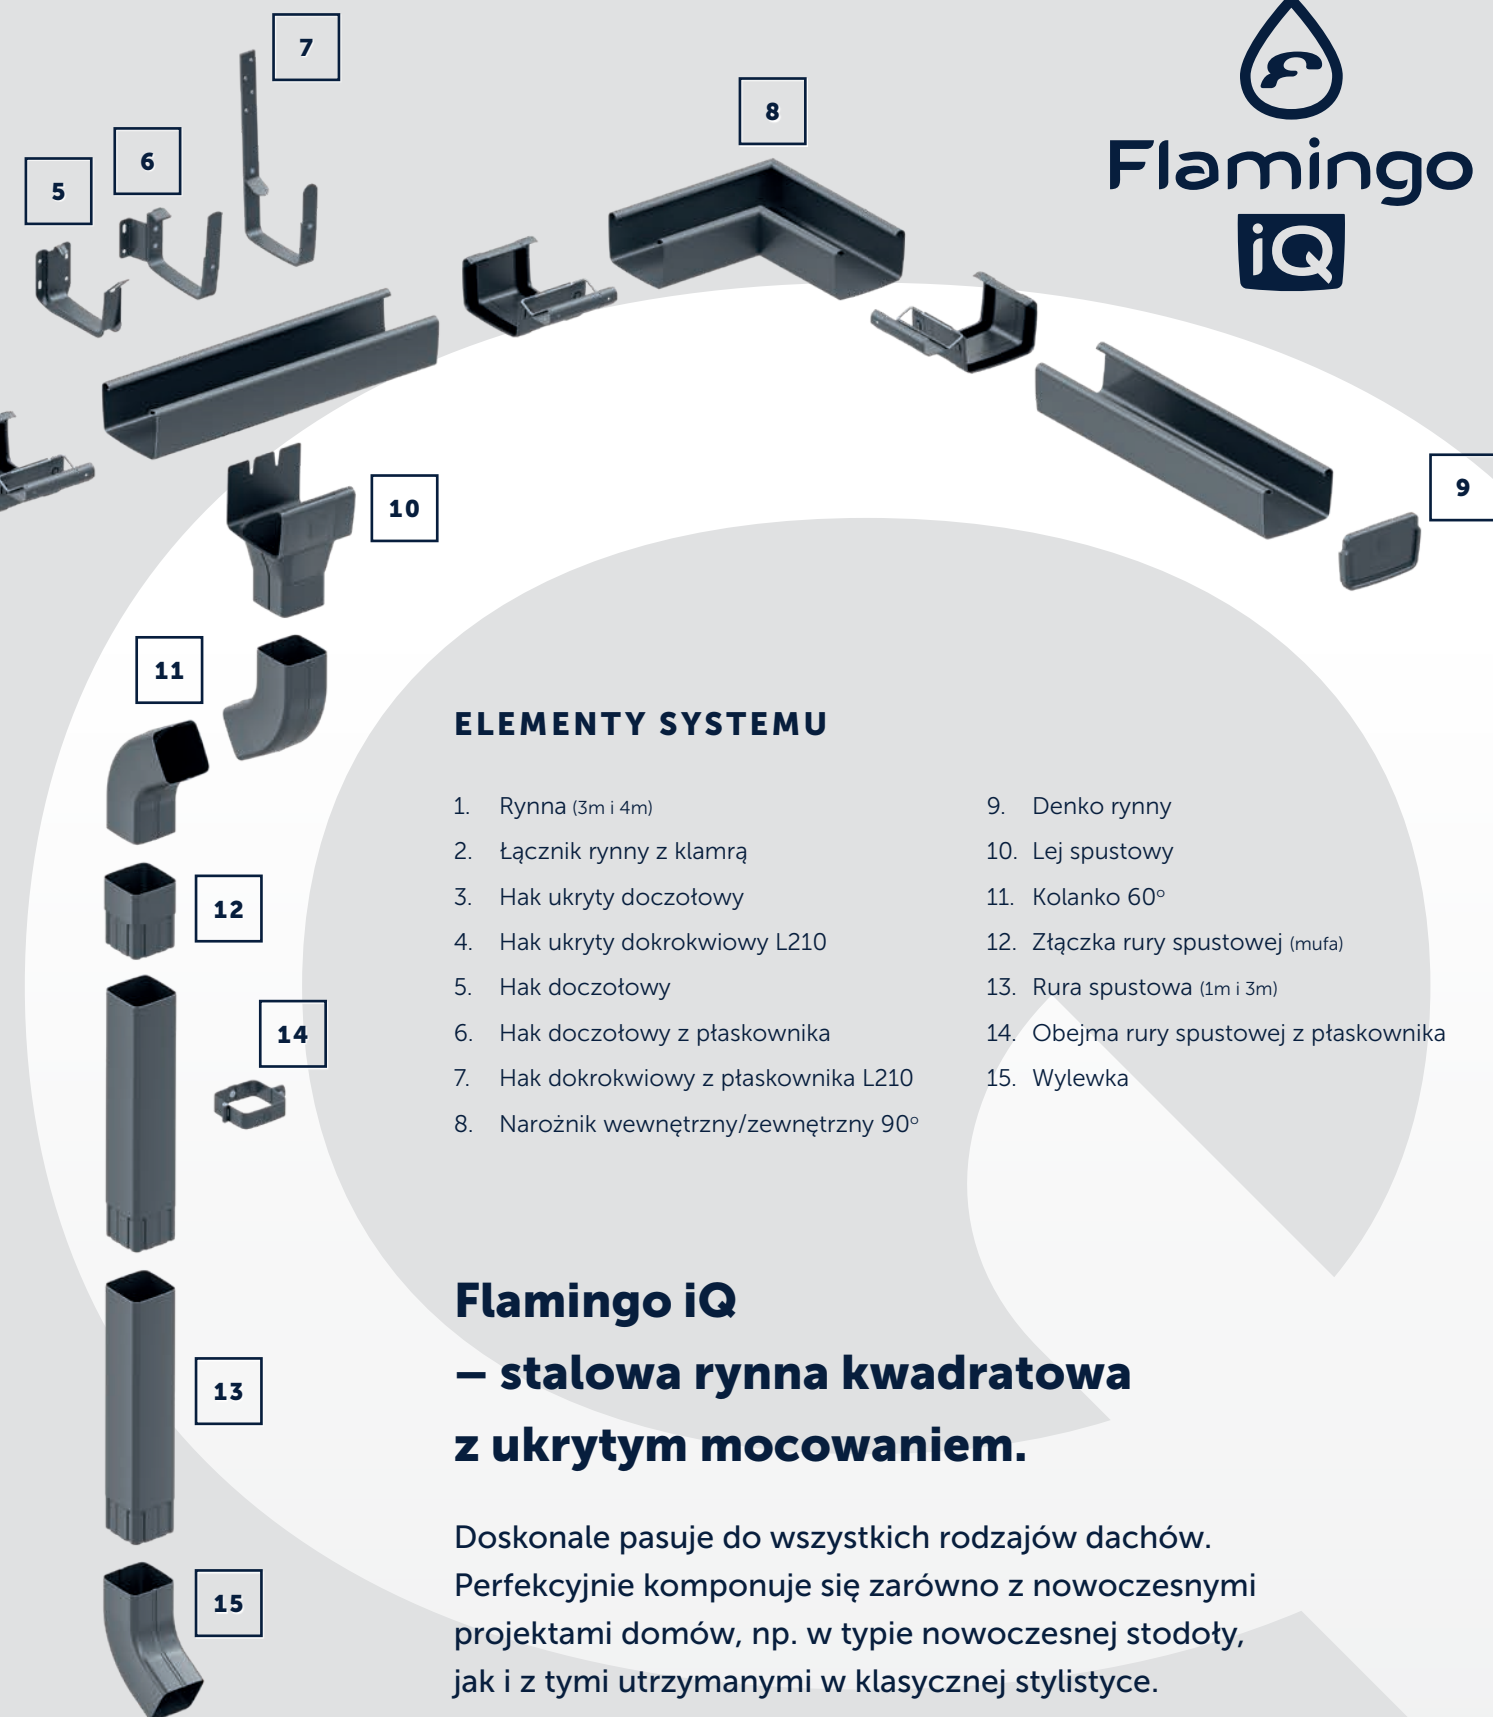 7
8
6
5
Flamingo
iQ
9
10
11
ELEMENTY SYSTEMU
1. Rynna (3m i 4m)
2. Łącznik rynny z klamrą
3. Hak ukryty doczołowy
4. Hak ukryty dokrokwiowy L210
5. Hak doczołowy
6. Hak doczołowy z płaskownika
7. Hak dokrokwiowy z płaskownika L210
8. Narożnik wewnętrzny/zewnętrzny 90º
9. Denko rynny
10. Lej spustowy
11. Kolanko 60º
12. Złączka rury spustowej (mufa)
13. Rura spustowa (1m i 3m)
14. Obejma rury spustowej z płaskownika
15. Wylewka
12
14
13
15
Flamingo iQ
– stalowa rynna kwadratowa
z ukrytym mocowaniem.
Doskonale pasuje do wszystkich rodzajów dachów.
Perfekcyjnie komponuje się zarówno z nowoczesnymi
projektami domów, np. w typie nowoczesnej stodoły,
jak i z tymi utrzymanymi w klasycznej stylistyce.